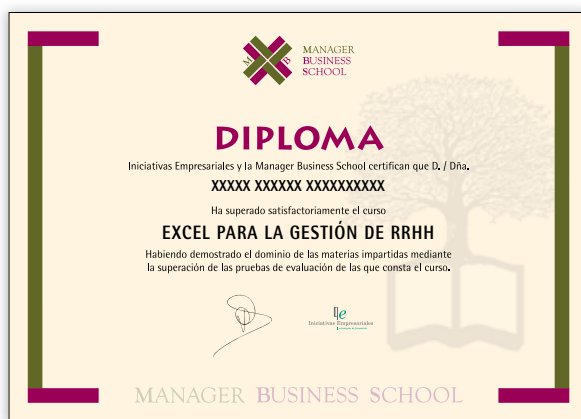 M B
MANAGER
BUSINESS
SCHOOL
DIPLOMA
Iniciativas Empresariales y la Manager Business School certifican que D. / Dña.
XXXXX XXXXXX XXXXXXXXXX
Ha superado satisfactoriamente el curso
EXCEL PARA LA GESTIÓN DE RRHH
Habiendo demostrado el dominio de las materias impartidas mediante
la superación de las pruebas de evaluación de las que consta el curso.
Iniciativas Empresariales
MANAGER BUSINESS SCHOOL